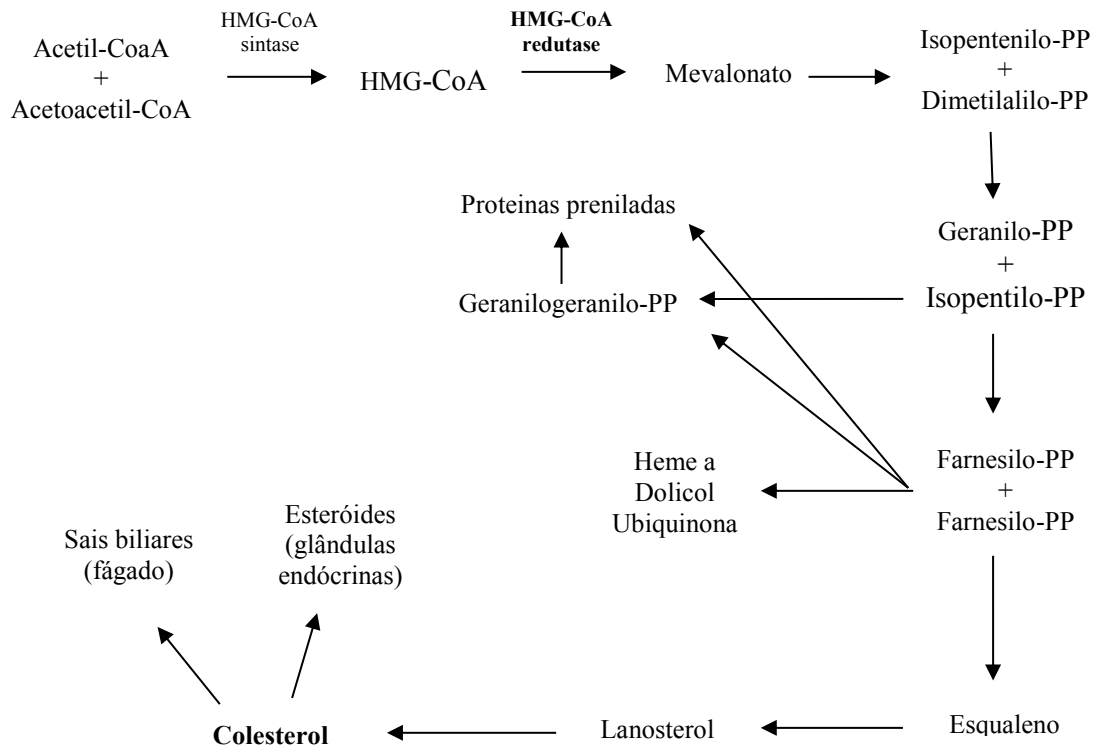 HMG-CoA
sintase
HMG-CoA
redutase
Acetil-CoaA
+
Acetoacetil-CoA
HMG-CoA
Mevalonato
Isopentenilo-PP
+
Dimetilalilo-PP
Proteinas preniladas
Geranilo-PP
+
Isopentilo-PP
Geranilogeranilo-PP
Heme a
Dolicol
Ubiquinona
Farnesilo-PP
+
Farnesilo-PP
Sais biliares
(fágado)
Esteróides
(glândulas
endócrinas)
Colesterol
Lanosterol
Esqualeno